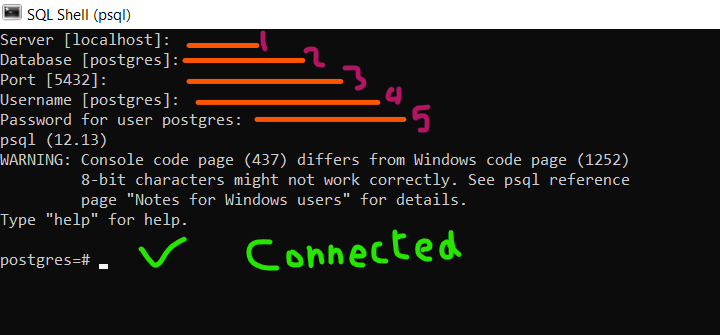 SQL Shell (psql)
Server [localhost]: 1
Database [postgres]: 2
Port [5432]: 3
Username [postgres]: 4
Password for user postgres: 5
psql (12.13)
WARNING: Console code page (437) differs from Windows code page (1252)
8-bit characters might not work correctly. See psql reference
page "Notes for Windows users" for details.
Type "help" for help.
postgres=# _ ✓ Connected